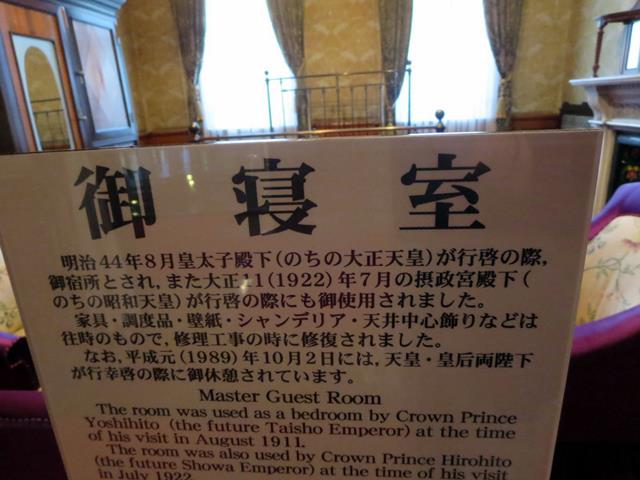 御寝室
明治44年8月皇太子殿下(のちの大正天皇)が行啓の際,
御宿所とされ,また大正11(1922)年7月の摂政宮殿下(
のちの昭和天皇)が行啓の際にも御使用されました。
家具・調度品・壁紙・シャンデリア・天井中心飾りなどは
往時のもので,修理工事の時に修復されました。
なお,平成元(1989)年10月2日には,天皇・皇后両陛下
が行幸啓の際に御休憩されています。
Master Guest Room
The room was used as a bedroom by Crown Prince
Yoshihito (the future Taisho Emperor) at the time
of his visit in August 1911.
The room was also used by Crown Prince Hirohito
(the future Showa Emperor) at the time of his visit
in July 1922